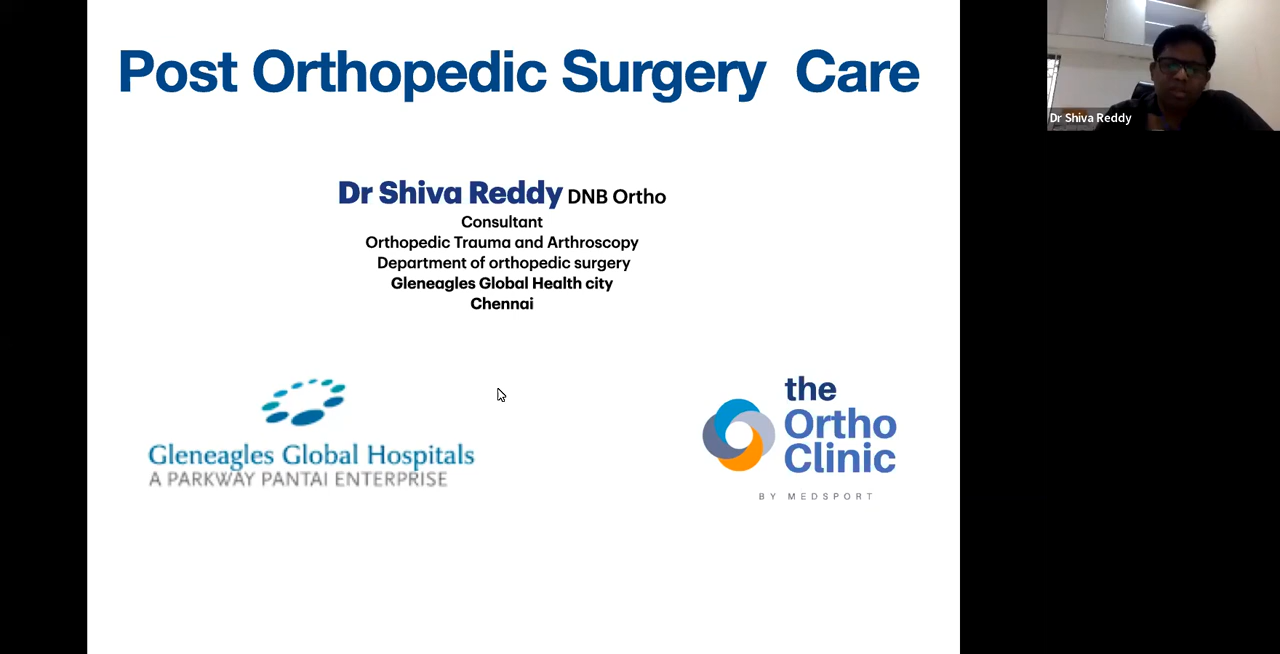 Post Orthopedic Surgery Care
Dr Shiva Reddy
Dr Shiva Reddy DNB Ortho
Consultant
Orthopedic Trauma and Arthroscopy
Department of orthopedic surgery
Gleneagles Global Health city
Chennai
Gleneagles Global Hospitals
A PARKWAY PANTAI ENTERPRISE
the
Ortho
Clinic
BY MEDSPORT